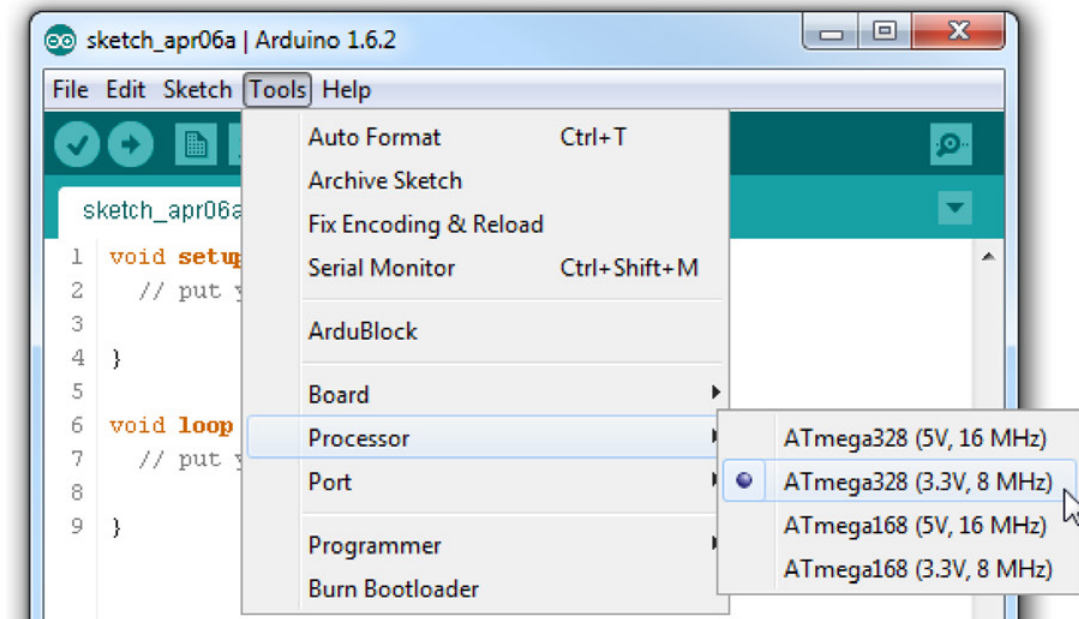 sketch_apr06a | Arduino 1.6.2
File Edit Sketch Tools Help
Auto Format Ctrl+T
Archive Sketch
Fix Encoding & Reload
Serial Monitor Ctrl+Shift+M
ArduBlock
Board
Processor
Port
Programmer
Burn Bootloader
ATmega328 (5V, 16 MHz)
ATmega328 (3.3V, 8 MHz)
ATmega168 (5V, 16 MHz)
ATmega168 (3.3V, 8 MHz)
sketch_apr06a
1 void setup
2 // put
3
4 }
5
6 void loop
7 // put
8
9 }